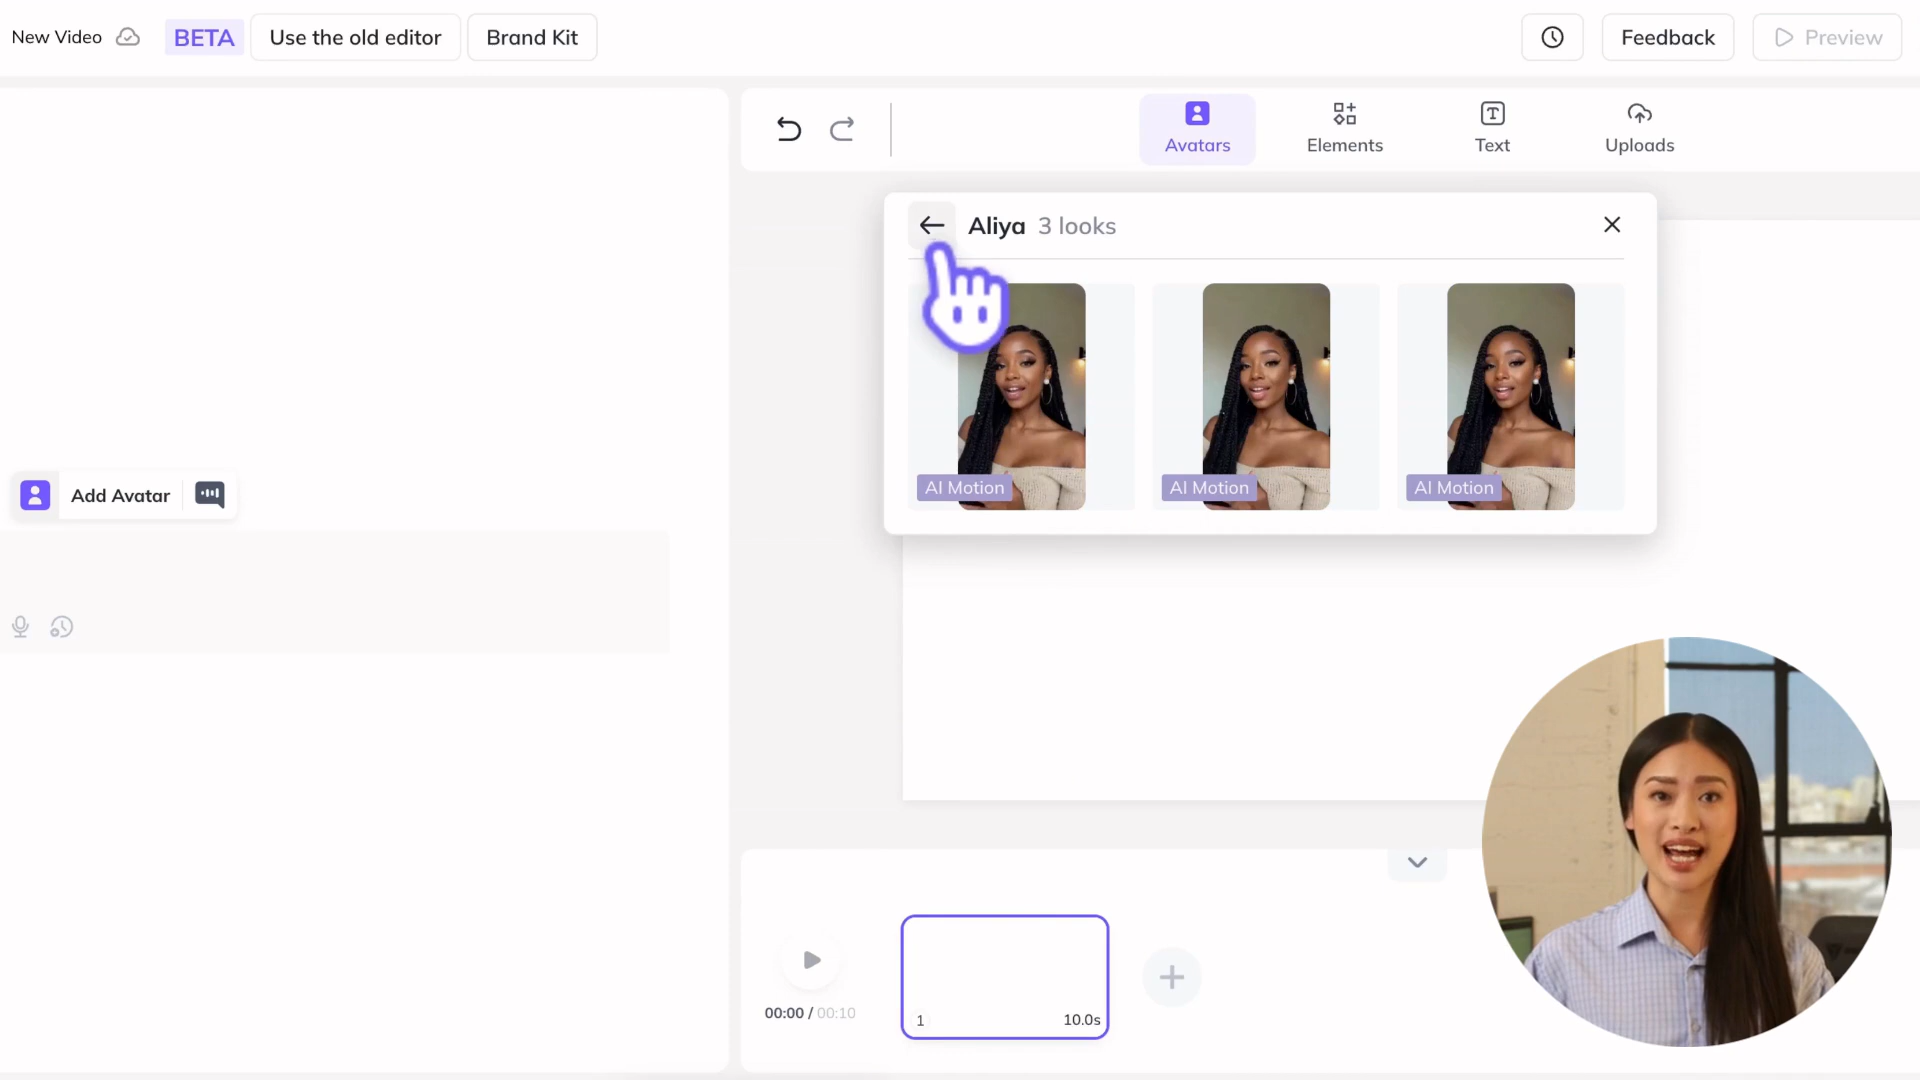 New Video
BETA
Use the old editor
Brand Kit
Feedback
Preview
Avatars
Elements
Text
Uploads
Aliya 3 looks
AI Motion
AI Motion
AI Motion
Add Avatar
00:00 / 00:10
1
10.0s